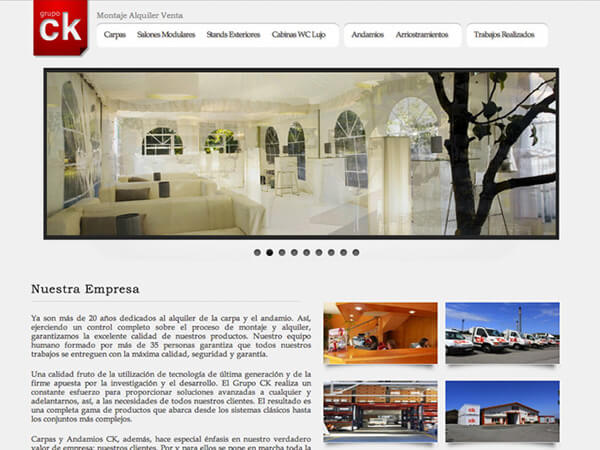 grupo
ck
Montaje Alquiler Venta
Carpas Salones Modulares Stands Exteriores Cabinas WC Lujo Andamios Arriostramientos Trabajos Realizados
Nuestra Empresa
Ya son más de 20 años dedicados al alquiler de la carpa y el andamio. Así,
ejerciendo un control completo sobre el proceso de montaje y alquiler,
garantizamos la excelente calidad de nuestros productos. Nuestro equipo
humano formado por más de 35 personas garantiza que todos nuestros
trabajos se entreguen con la máxima calidad, seguridad y garantía.
Una calidad fruto de la utilización de tecnología de última generación y de la
firme apuesta por la investigación y el desarrollo. El Grupo CK realiza un
constante esfuerzo para proporcionar soluciones avanzadas a cualquier y
adelantarnos, así, a las necesidades de todos nuestros clientes. El resultado es
una completa gama de productos que abarca desde los sistemas clásicos hasta
los conjuntos más complejos.
Carpas y Andamios CK, además, hace especial énfasis en nuestro verdadero
valor de empresa: nuestros clientes. Por y para ellos se pone en marcha toda la